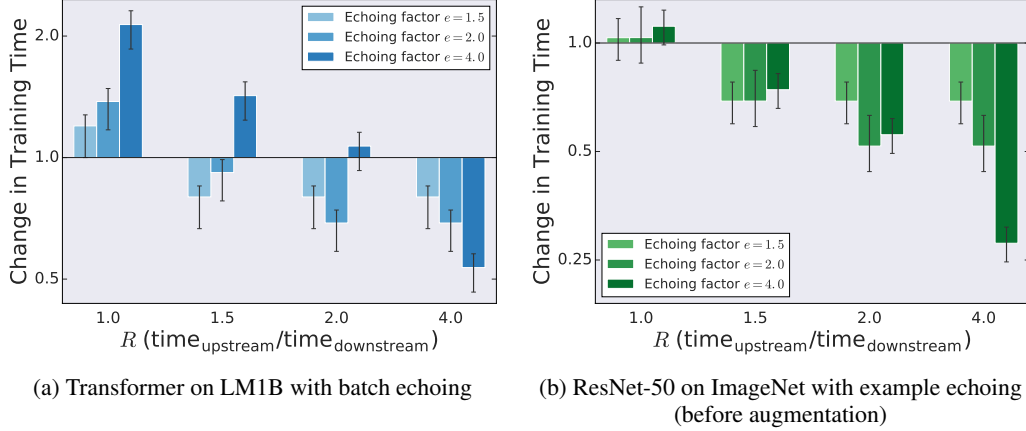 Change in Training Time
2.0
1.0
0.5
Echoing factor e = 1.5
Echoing factor e = 2.0
Echoing factor e = 4.0
1.0 1.5 2.0 4.0
R (time_upstream/time_downstream)
(a) Transformer on LM1B with batch echoing
Change in Training Time
1.0
0.5
0.25
Echoing factor e = 1.5
Echoing factor e = 2.0
Echoing factor e = 4.0
1.0 1.5 2.0 4.0
R (time_upstream/time_downstream)
(b) ResNet-50 on ImageNet with example echoing
(before augmentation)